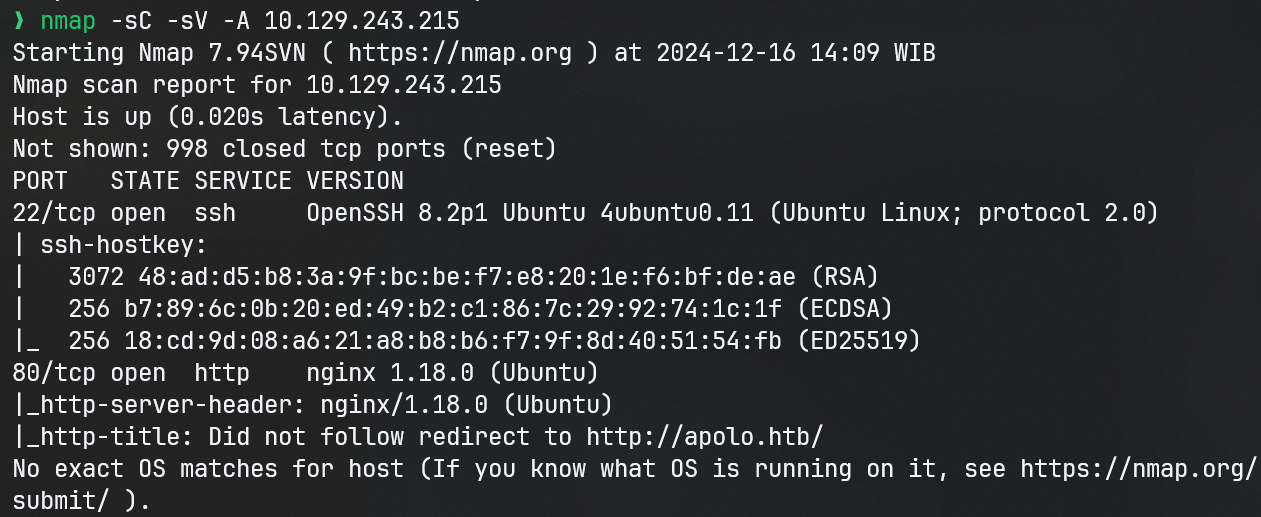 ❯ nmap -sC -sV -A 10.129.243.215
Starting Nmap 7.94SVN ( https://nmap.org ) at 2024-12-16 14:09 WIB
Nmap scan report for 10.129.243.215
Host is up (0.020s latency).
Not shown: 998 closed tcp ports (reset)
PORT   STATE SERVICE VERSION
22/tcp open  ssh     OpenSSH 8.2p1 Ubuntu 4ubuntu0.11 (Ubuntu Linux; protocol 2.0)
| ssh-hostkey:
|   3072 48:ad:d5:b8:3a:9f:bc:be:f7:e8:20:1e:f6:bf:de:ae (RSA)
|   256 b7:89:6c:0b:20:ed:49:b2:c1:86:7c:29:92:74:1c:1f (ECDSA)
|_  256 18:cd:9d:08:a6:21:a8:b8:b6:f7:9f:8d:40:51:54:fb (ED25519)
80/tcp open  http    nginx 1.18.0 (Ubuntu)
|_http-server-header: nginx/1.18.0 (Ubuntu)
|_http-title: Did not follow redirect to http://apolo.htb/
No exact OS matches for host (If you know what OS is running on it, see https://nmap.org/
submit/ ).